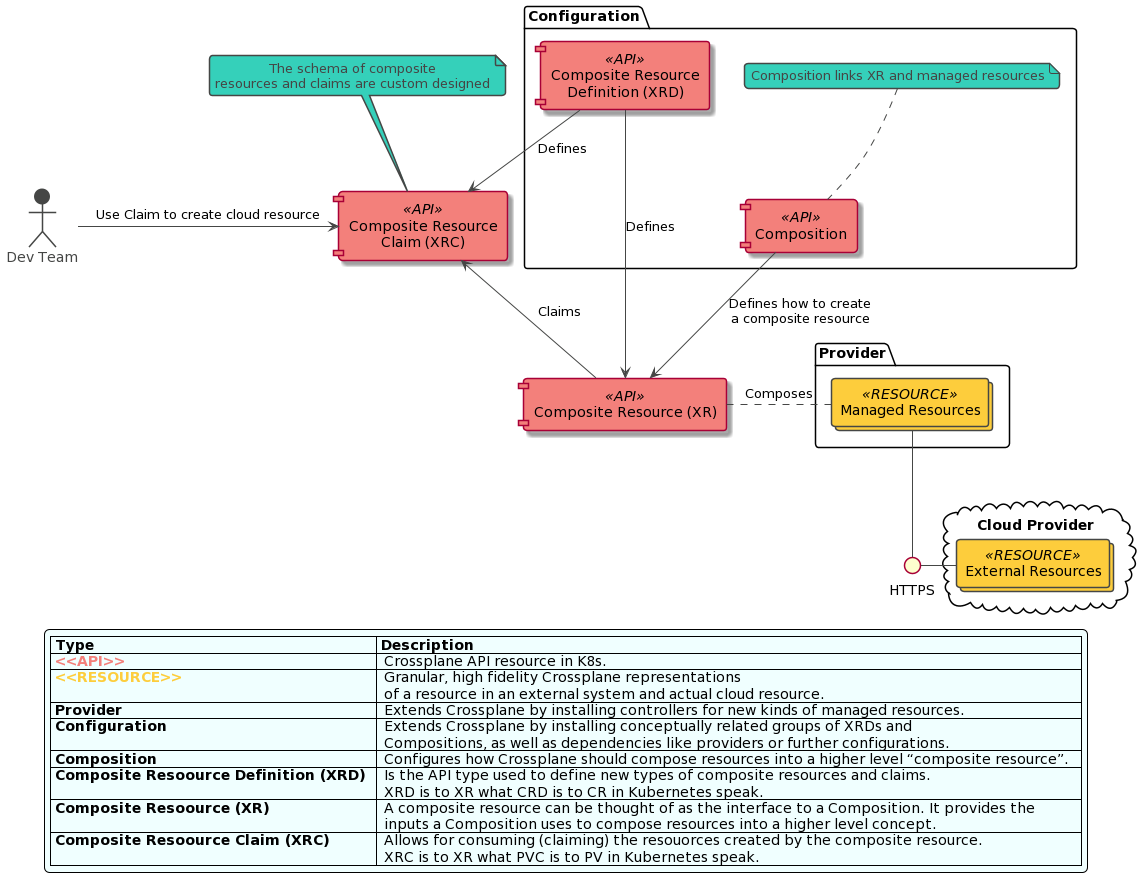 Configuration
«API»
Composite Resource
Definition (XRD)
The schema of composite
resources and claims are custom designed
Composition links XR and managed resources
Defines
«API»
Composite Resource
Claim (XRC)
Use Claim to create cloud resource
Dev Team
Defines
«API»
Composition
Claims
Defines how to create
a composite resource
Provider
«API»
Composite Resource (XR)
Composes
«RESOURCE»
Managed Resources
Cloud Provider
«RESOURCE»
External Resources
HTTPS
Type Description
<<API>> Crossplane API resource in K8s.
<<RESOURCE>> Granular, high fidelity Crossplane representations
of a resource in an external system and actual cloud resource.
Provider Extends Crossplane by installing controllers for new kinds of managed resources.
Configuration Extends Crossplane by installing conceptually related groups of XRDs and
Compositions, as well as dependencies like providers or further configurations.
Composition Configures how Crossplane should compose resources into a higher level “composite resource”.
Composite Resoource Definition (XRD) Is the API type used to define new types of composite resources and claims.
XRD is to XR what CRD is to CR in Kubernetes speak.
Composite Resoource (XR) A composite resource can be thought of as the interface to a Composition. It provides the
inputs a Composition uses to compose resources into a higher level concept.
Composite Resoouce Claim (XRC) Allows for consuming (claiming) the resouorces created by the composite resource.
XRC is to XR what PVC is to PV in Kubernetes speak.